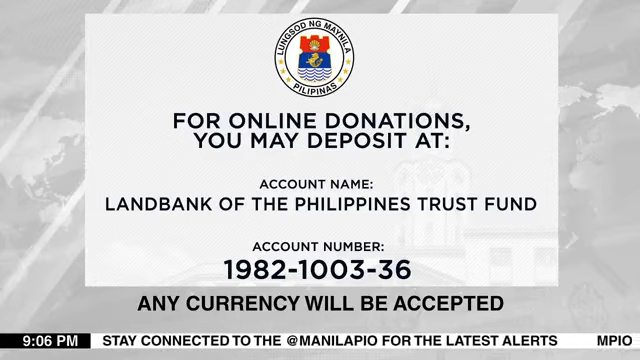 LUNGSOD NG MAYNILA
PILIPINAS
FOR ONLINE DONATIONS,
YOU MAY DEPOSIT AT:
ACCOUNT NAME:
LANDBANK OF THE PHILIPPINES TRUST FUND
ACCOUNT NUMBER:
1982-1003-36
ANY CURRENCY WILL BE ACCEPTED
9:06 PM STAY CONNECTED TO THE @MANILAPIO FOR THE LATEST ALERTS MPIO